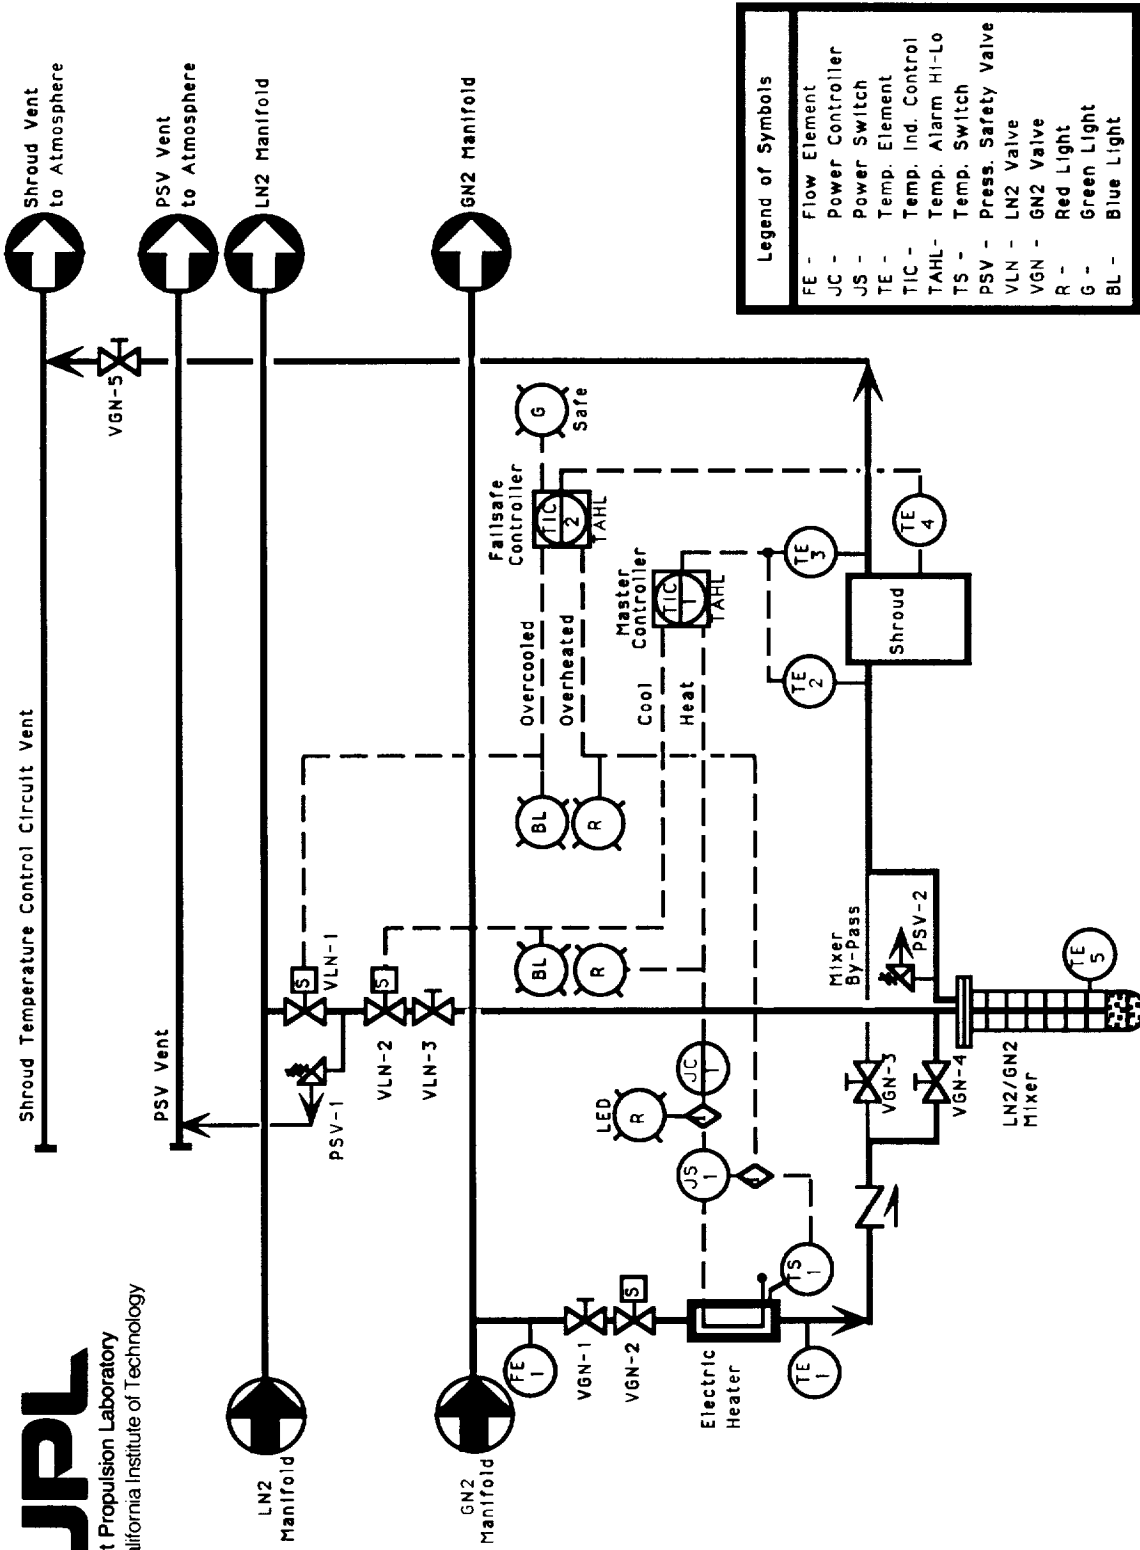 JPL
t Propulsion Laboratory
alifornia Institute of Technology
Shroud Temperature Control Circuit Vent
Shroud Vent
to Atmosphere
VGN-5
PSV Vent
PSV Vent
to Atmosphere
LN2 Manifold
PSV-1
S
VLN-1
S
VLN-2
VLN-3
LN2
Manifold
GN2 Manifold
GN2
Manifold
Failsafe
Controller
TIC
2
TAHL
G
Safe
Overcooled
Overheated
BL
R
Master
Controller
TIC
1
TAHL
Cool
Heat
BL
R
LED
R
JC
1
JS
1
FE
1
VGN-1
VGN-2
S
Electric
Heater
TS
1
TE
1
TE
2
TE
3
TE
4
Shroud
Mixer
By-Pass
PSV-2
VGN-3
VGN-4
LN2/GN2
Mixer
TE
5
Legend of Symbols
FE - Flow Element
JC - Power Controller
JS - Power Switch
TE - Temp. Element
TIC - Temp. Ind. Control
TAHL- Temp. Alarm Hi-Lo
TS - Temp. Switch
PSV - Press. Safety Valve
VLN - LN2 Valve
VGN - GN2 Valve
R - Red Light
G - Green Light
BL - Blue Light